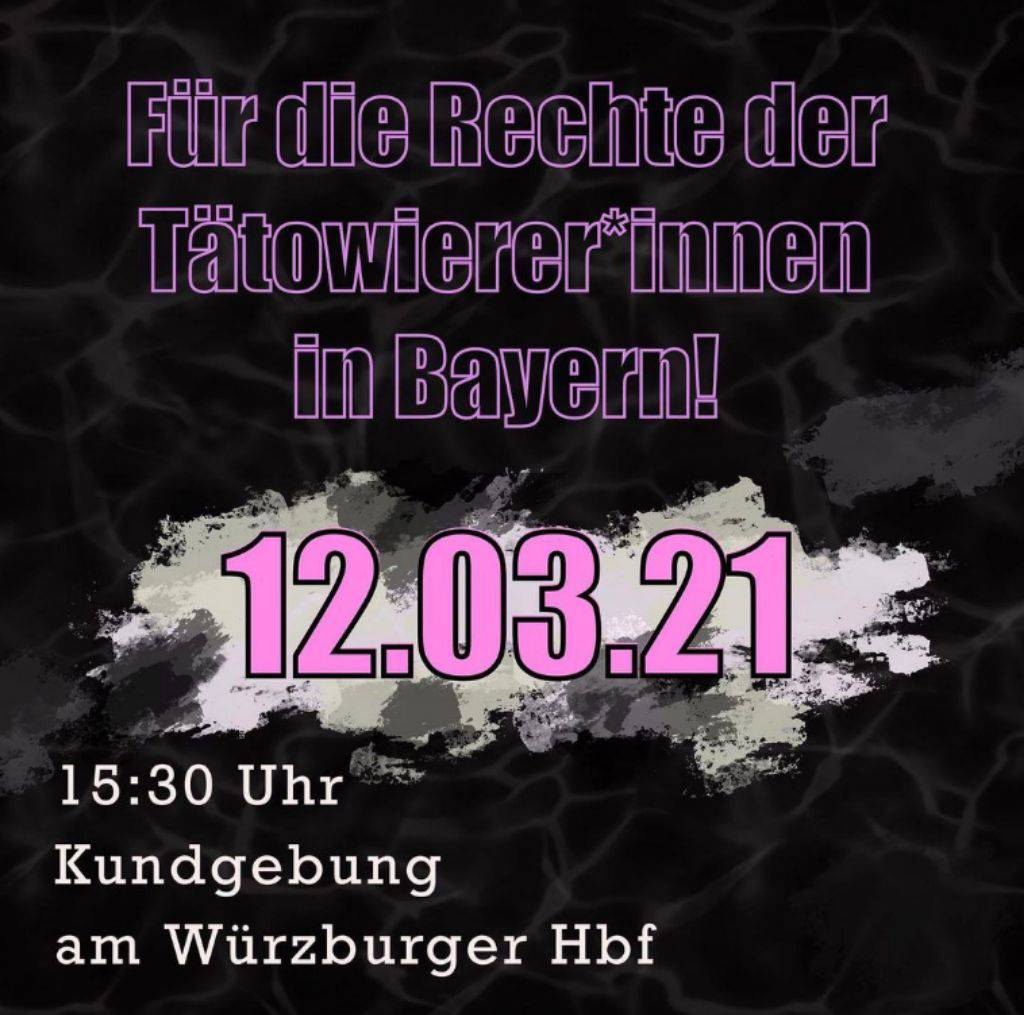 Für die Rechte der
Tätowierer*innen
in Bayern!
12.03.21
15:30 Uhr
Kundgebung
am Würzburger Hbf